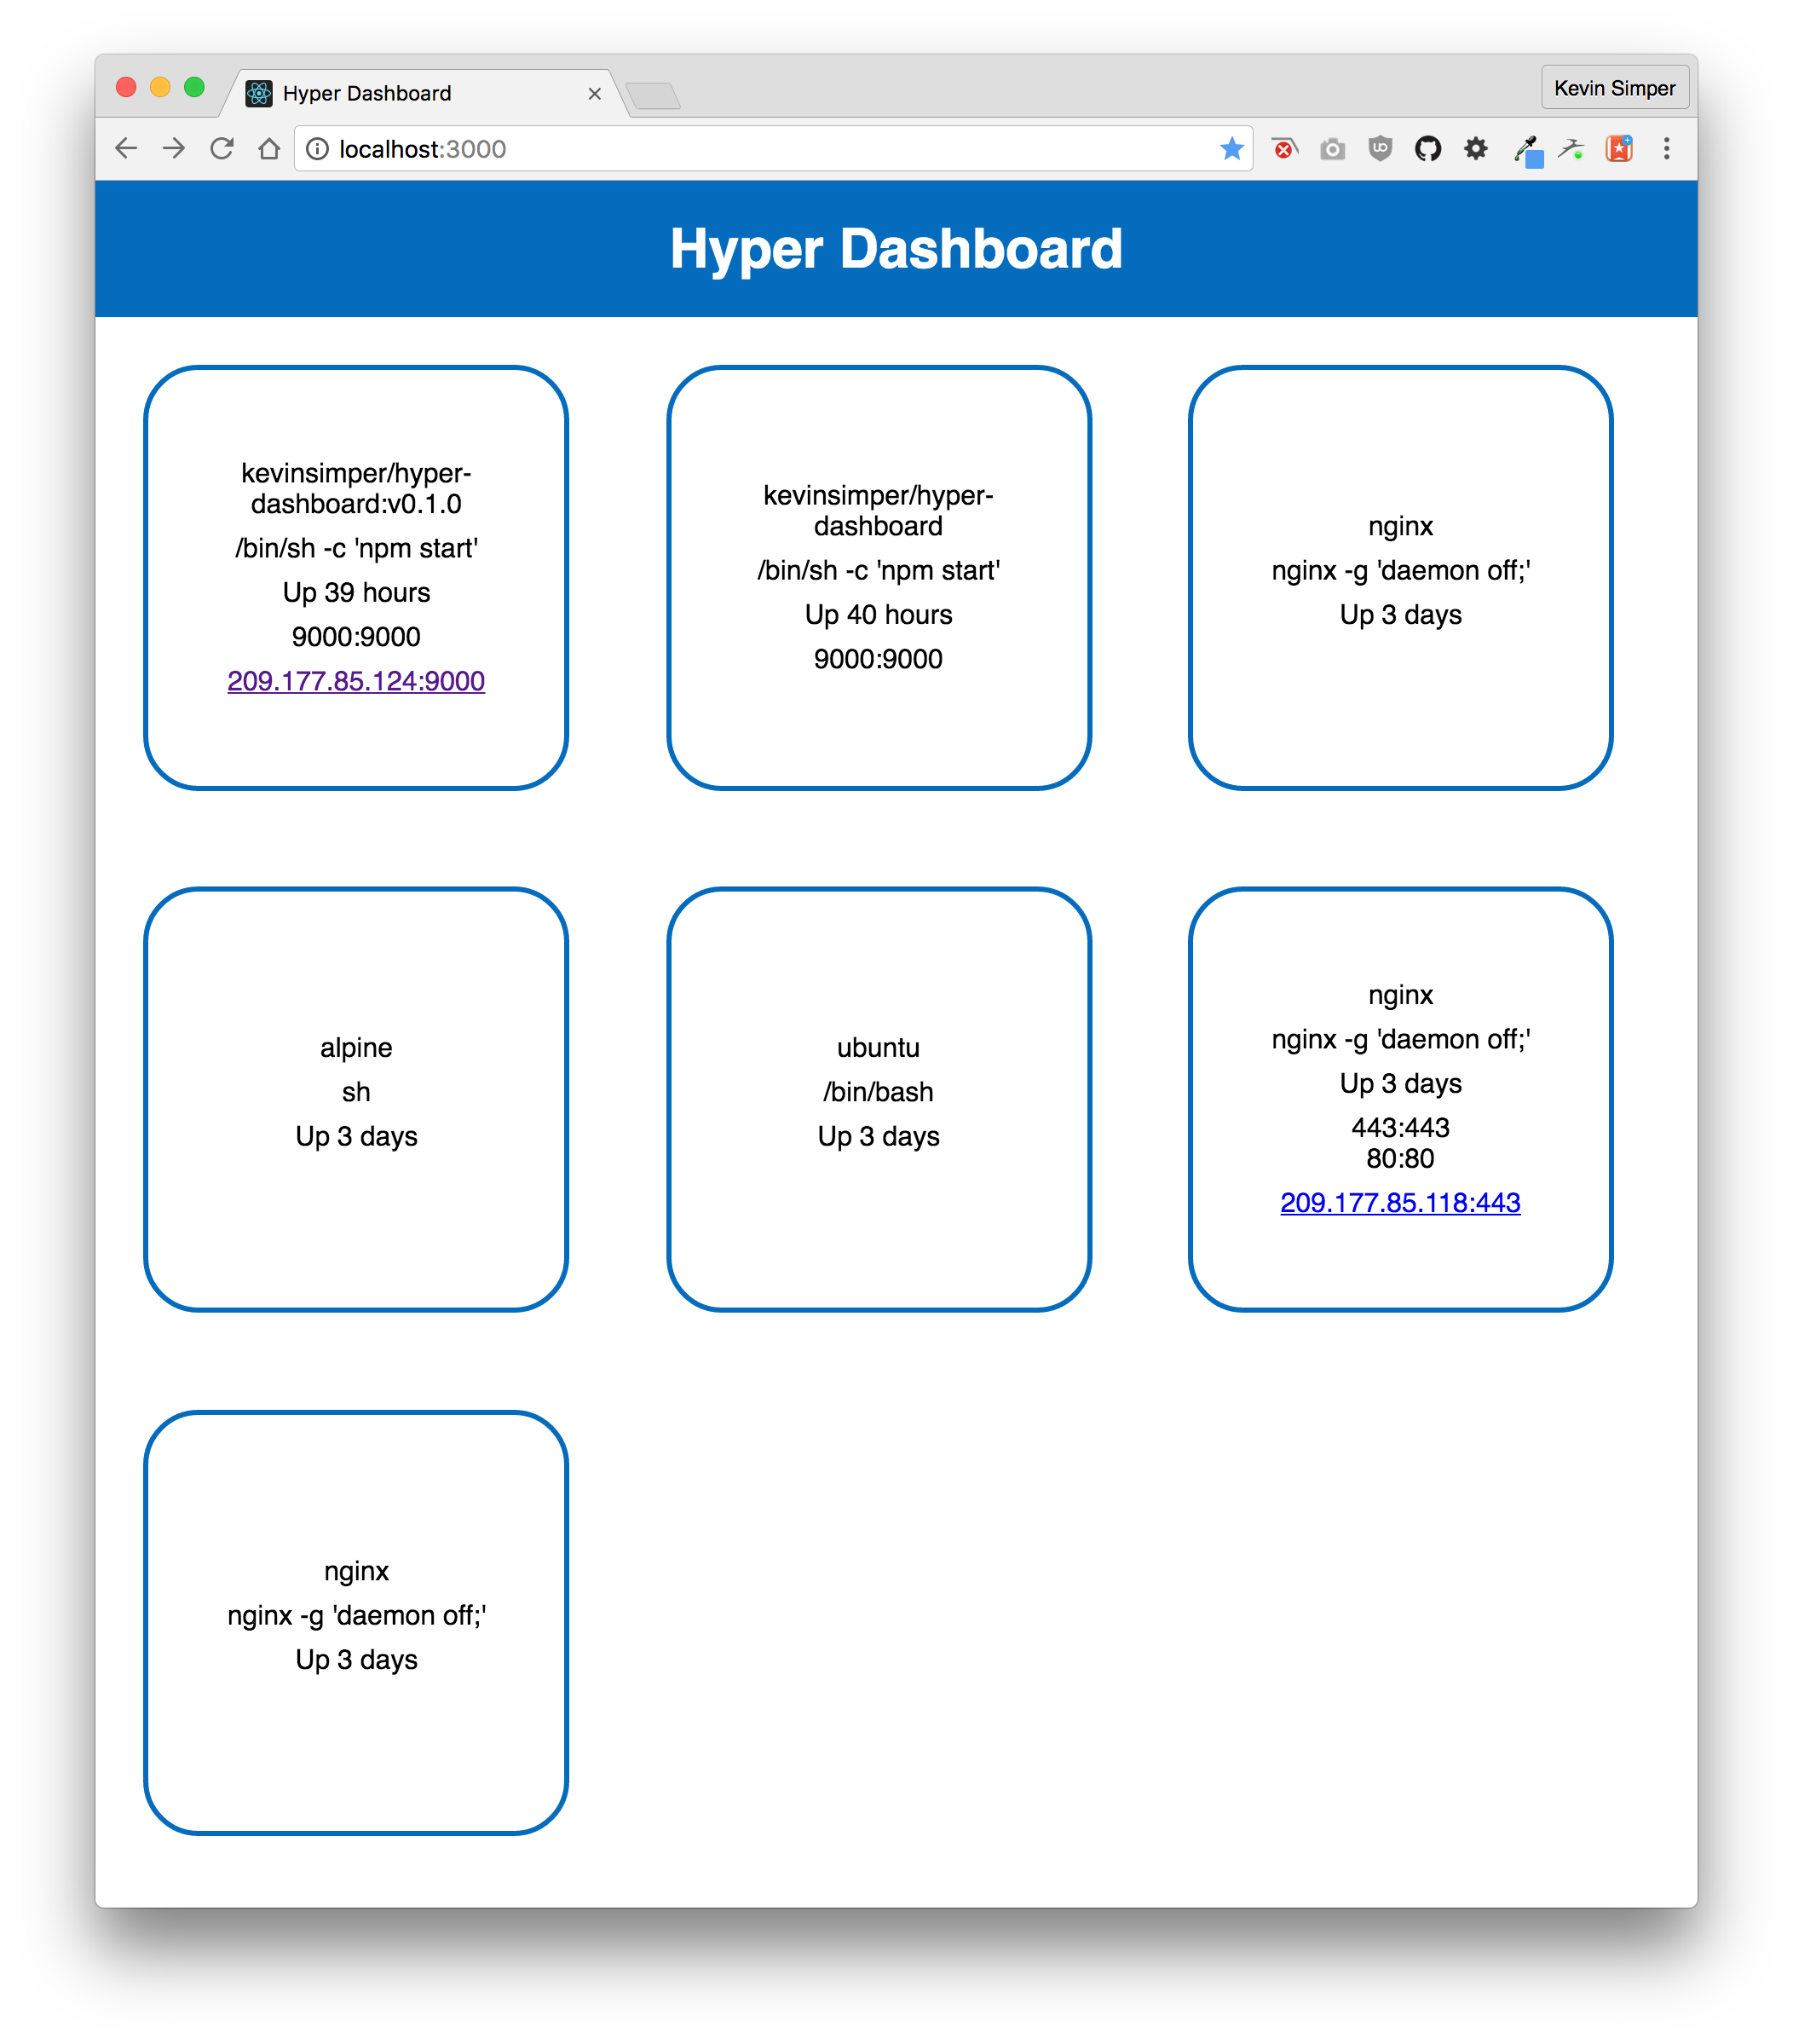 Hyper Dashboard
Kevin Simper
localhost:3000
Hyper Dashboard
kevinsimper/hyper-
dashboard:v0.1.0
/bin/sh -c 'npm start'
Up 39 hours
9000:9000
209.177.85.124:9000
kevinsimper/hyper-
dashboard
/bin/sh -c 'npm start'
Up 40 hours
9000:9000
nginx
nginx -g 'daemon off;'
Up 3 days
alpine
sh
Up 3 days
ubuntu
/bin/bash
Up 3 days
nginx
nginx -g 'daemon off;'
Up 3 days
443:443
80:80
209.177.85.118:443
nginx
nginx -g 'daemon off;'
Up 3 days